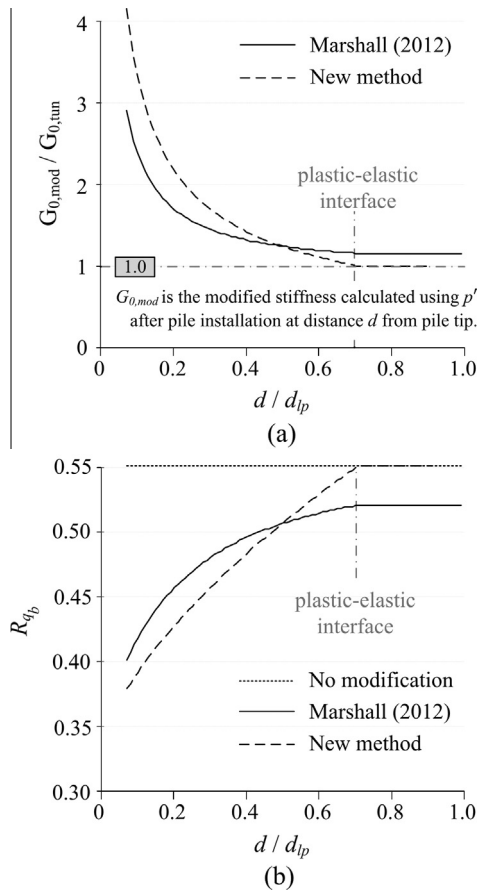 4
Marshall (2012)
New method
3
G0,mod / G0,tun
plastic-elastic
interface
2
1.0
1
G0,mod is the modified stiffness calculated using p′
after pile installation at distance d from pile tip.
0
0 0.2 0.4 0.6 0.8 1.0
d / dlp
(a)
0.55
0.50
0.45
plastic-elastic
interface
Rqb
0.40
No modification
Marshall (2012)
0.35
New method
0.30
0 0.2 0.4 0.6 0.8 1.0
d / dlp
(b)